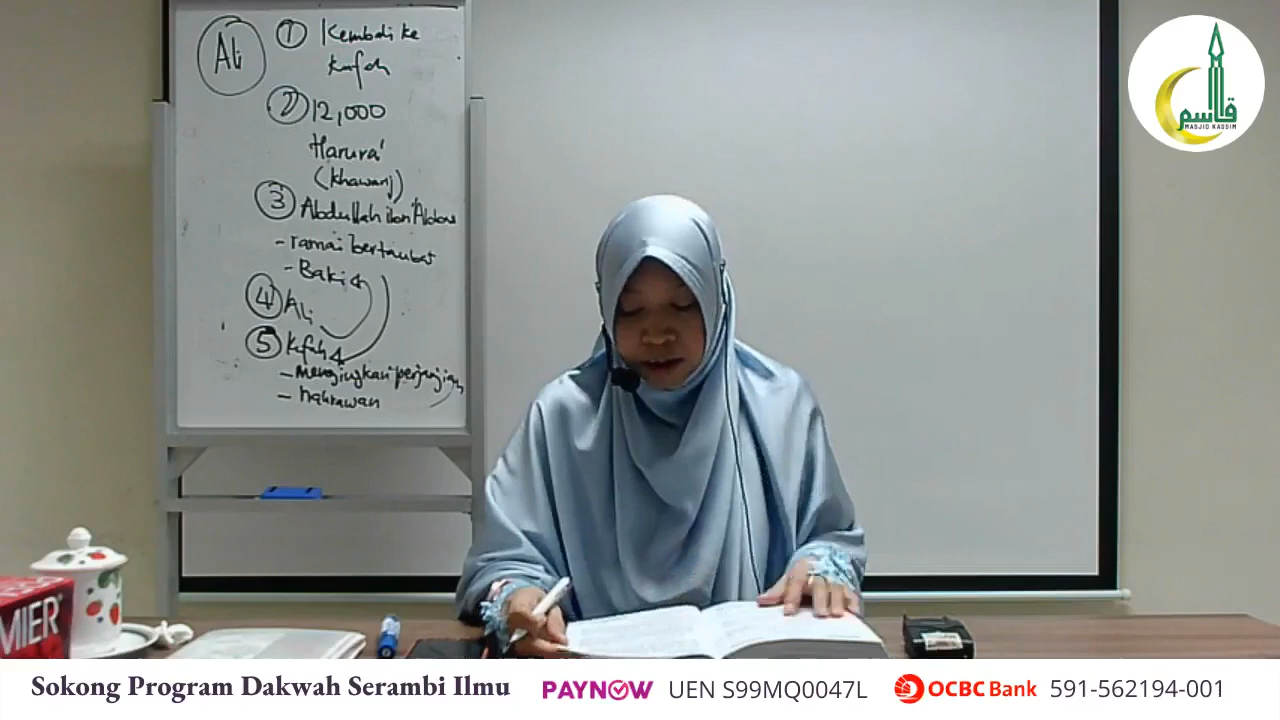 Ali
① Kembali ke
Kufah
② 12,000
Harura'
(Khawarij)
③ Abdullah ibn 'Abbas
- ramai bertaubat
- Baki
④ Ali
⑤ Kufah
- mengingkari perjanjian
- Nahrawan
قاسم
MASJID KASSIM
MIER
Sokong Program Dakwah Serambi Ilmu PAYNOW UEN S99MQ0047L OCBC Bank 591-562194-001